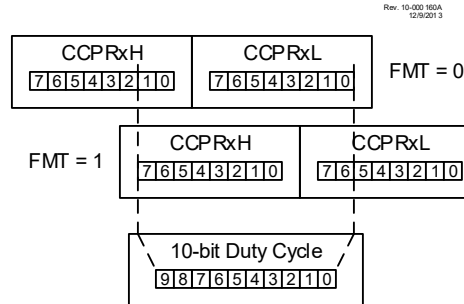 Rev. 10-000 160A
12/9/201 3
CCPRxH CCPRxL
7 6 5 4 3 2 1 0 7 6 5 4 3 2 1 0 FMT = 0
CCPRxH CCPRxL
FMT = 1 7 6 5 4 3 2 1 0 7 6 5 4 3 2 1 0
10-bit Duty Cycle
9 8 7 6 5 4 3 2 1 0